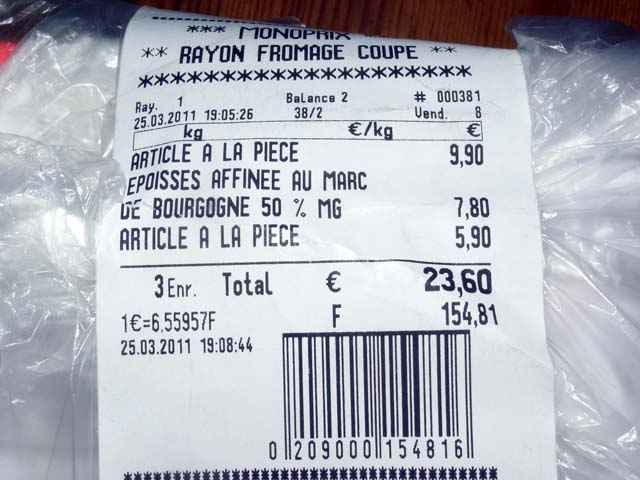 *** MONOPRIX
** RAYON FROMAGE COUPE **
********************
Ray. 1 Balance 2 # 000381
25.03.2011 19:05:26 38/2 Vend. 8
kg €/kg €
ARTICLE A LA PIECE 9,90
EPOISSES AFFINEE AU MARC
DE BOURGOGNE 50 % MG 7,80
ARTICLE A LA PIECE 5,90
3 Enr. Total € 23,60
1€=6,55957F F 154,81
25.03.2011 19:08:44
0 209000 154816